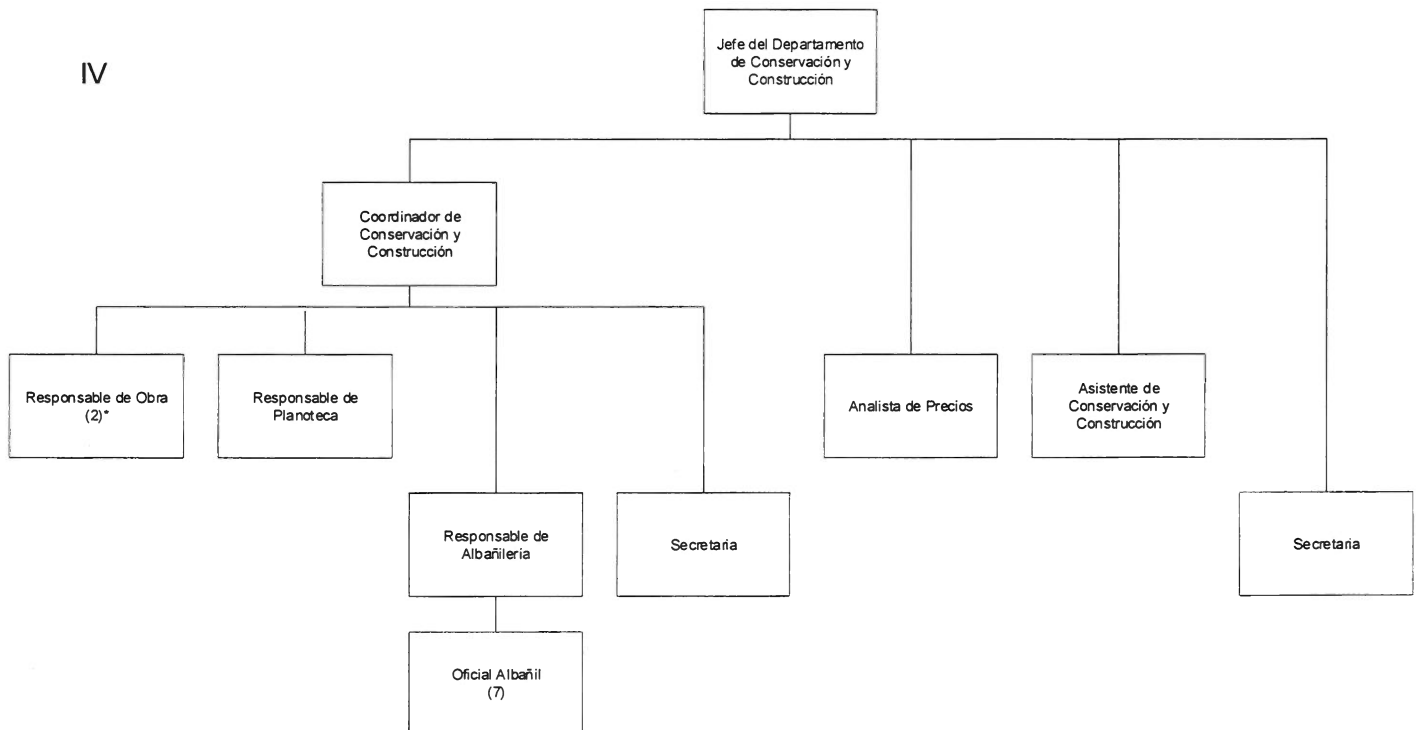 IV
Jefe del Departamento
de Conservación y
Construcción
Coordinador de
Conservación y
Construcción
Responsable de Obra
(2)*
Responsable de
Planoteca
Analista de Precios
Asistente de
Conservación y
Construcción
Responsable de
Albañilería
Secretaria
Secretaria
Oficial Albañil
(7)